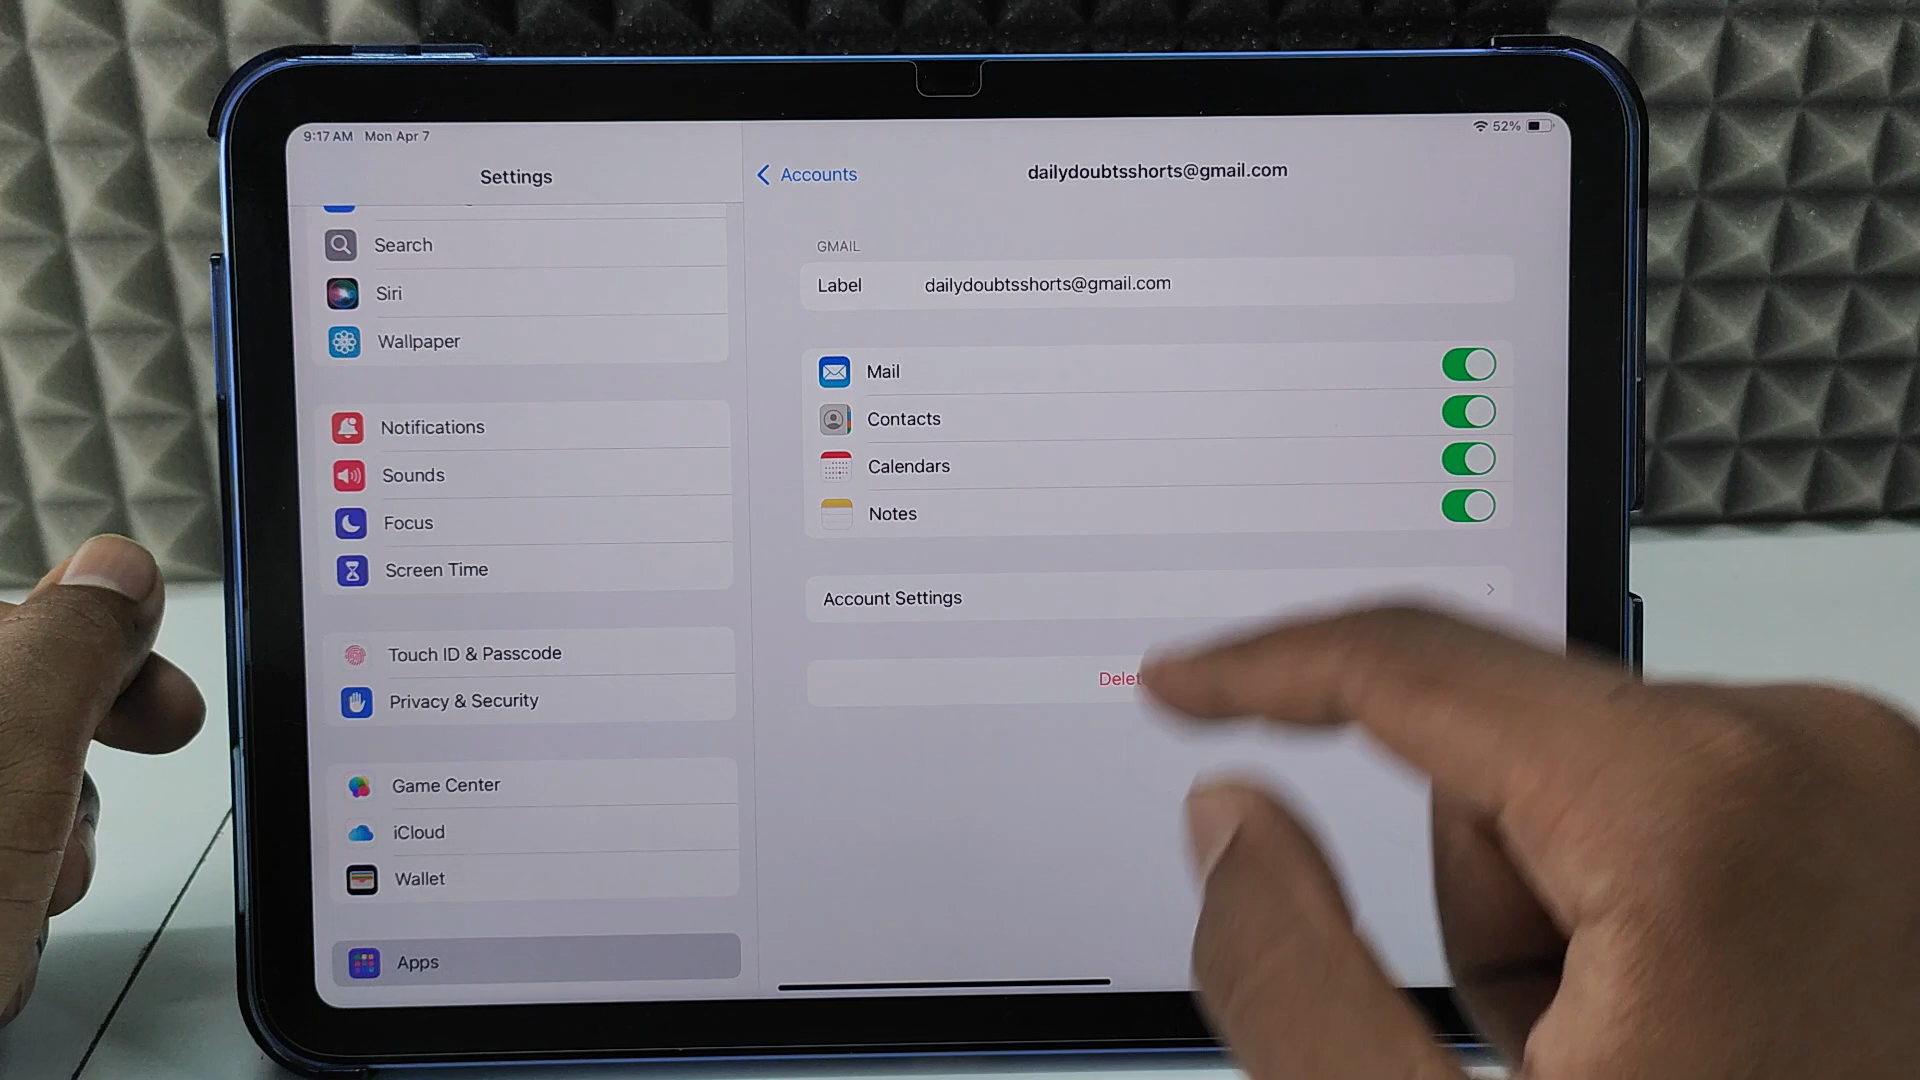 9:17 AM Mon Apr 7
52%
Settings
Search
Siri
Wallpaper
Notifications
Sounds
Focus
Screen Time
Touch ID & Passcode
Privacy & Security
Game Center
iCloud
Wallet
Apps
Accounts
dailydoubtsshorts@gmail.com
GMAIL
Label dailydoubtsshorts@gmail.com
Mail
Contacts
Calendars
Notes
Account Settings